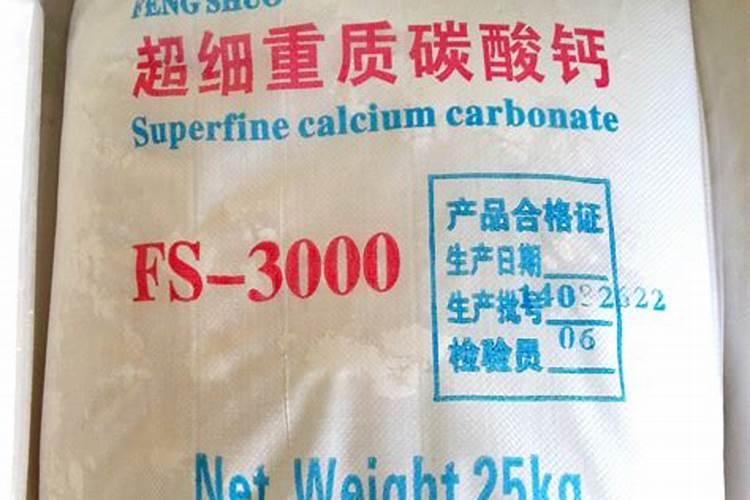 FENG SHUO
超细重质碳酸钙
Superfine calcium carbonate
FS-3000
产品合格证
生产日期
生产批号 14032822
检验员 06
Net Weight 25kg